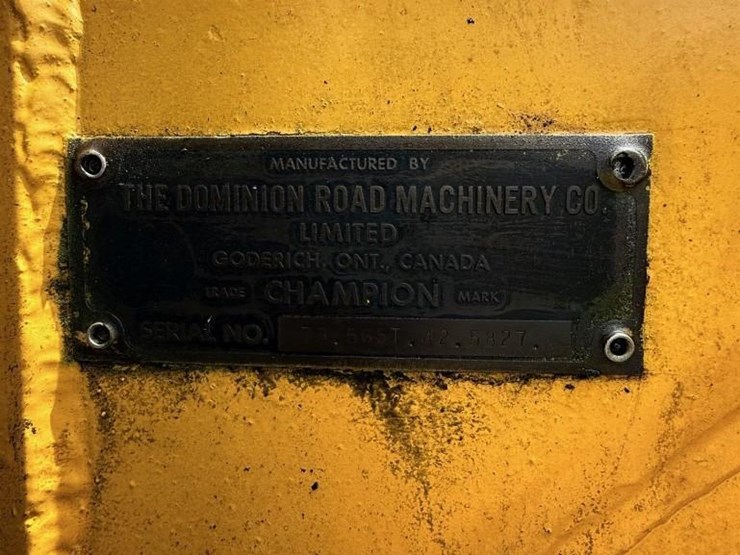 MANUFACTURED BY
THE DOMINION ROAD MACHINERY CO.
LIMITED
GODERICH, ONT., CANADA
TRADE CHAMPION MARK
SERIAL NO.